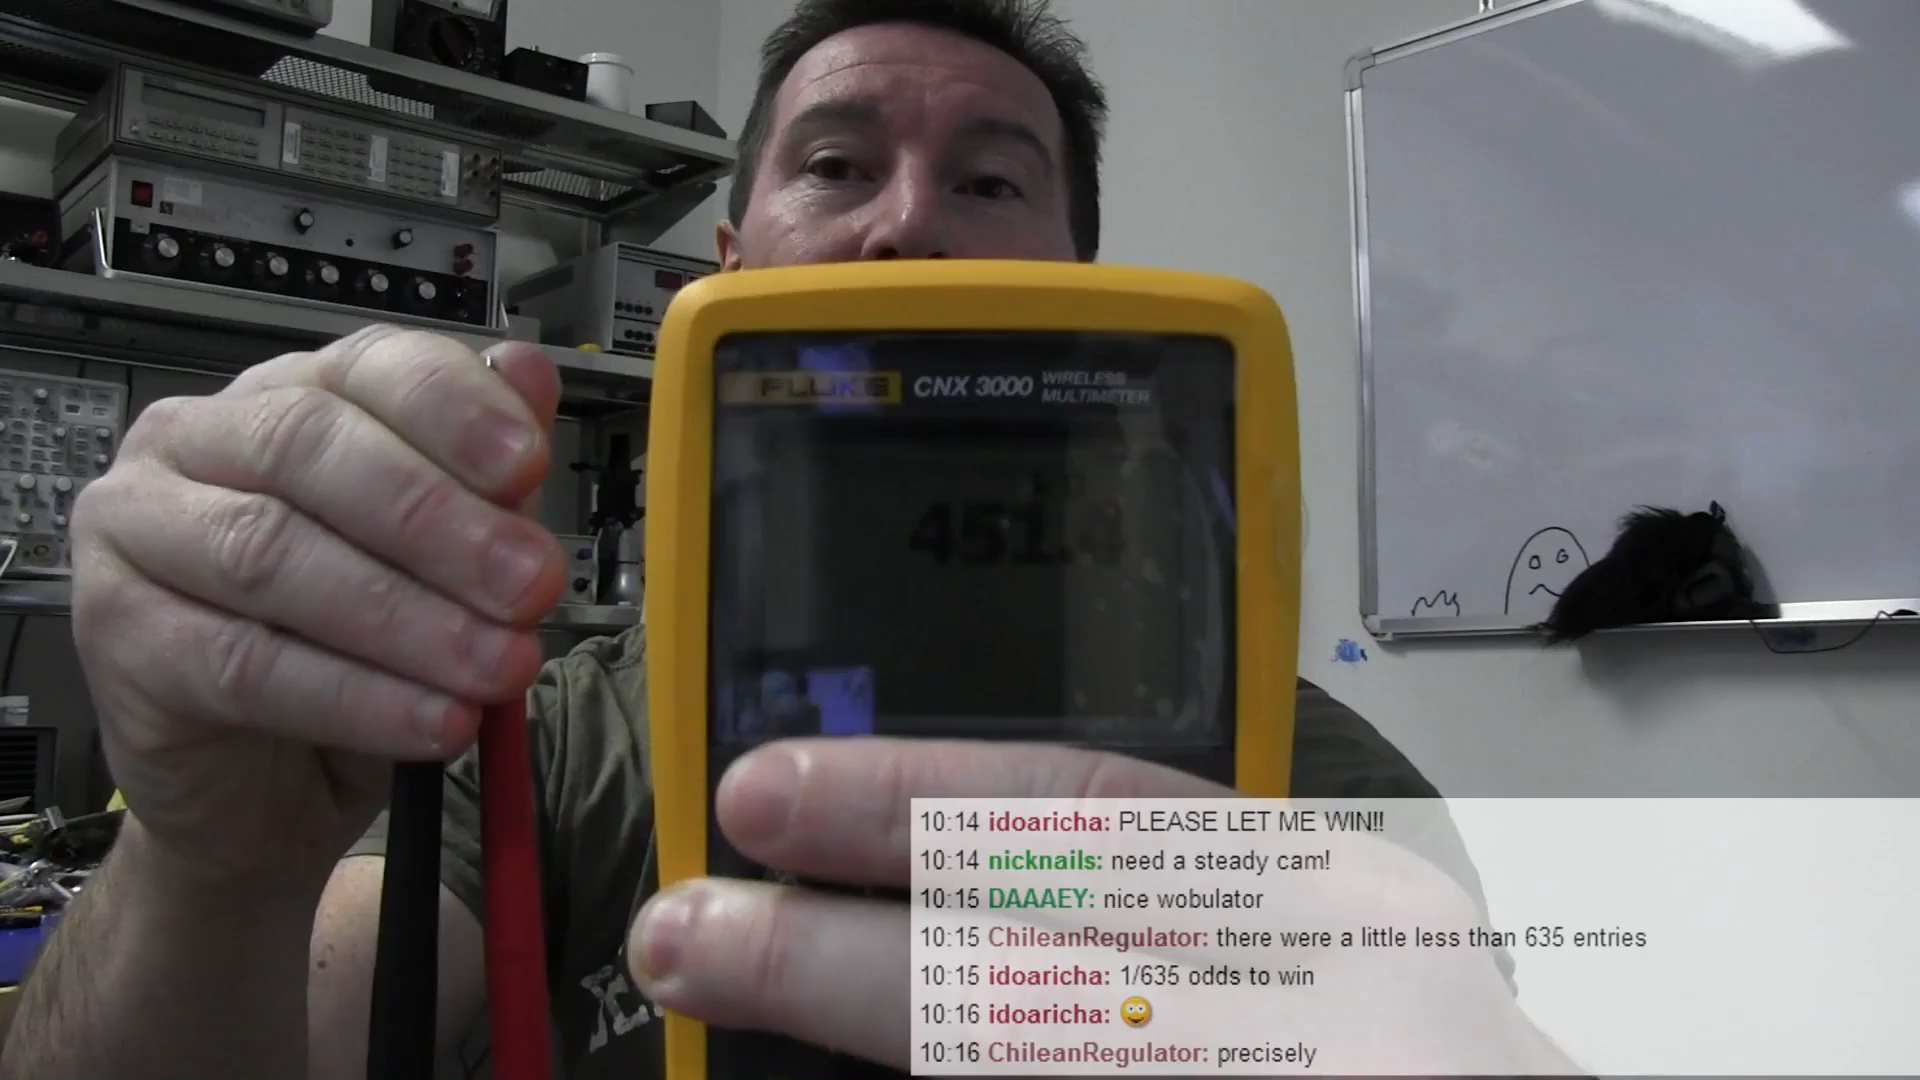 FLUKE CNX 3000 WIRELESS
MULTIMETER
451.
10:14 idoaricha: PLEASE LET ME WIN!!
10:14 nicknails: need a steady cam!
10:15 DAAAEY: nice wobulator
10:15 ChileanRegulator: there were a little less than 635 entries
10:15 idoaricha: 1/635 odds to win
10:16 idoaricha:
10:16 ChileanRegulator: precisely